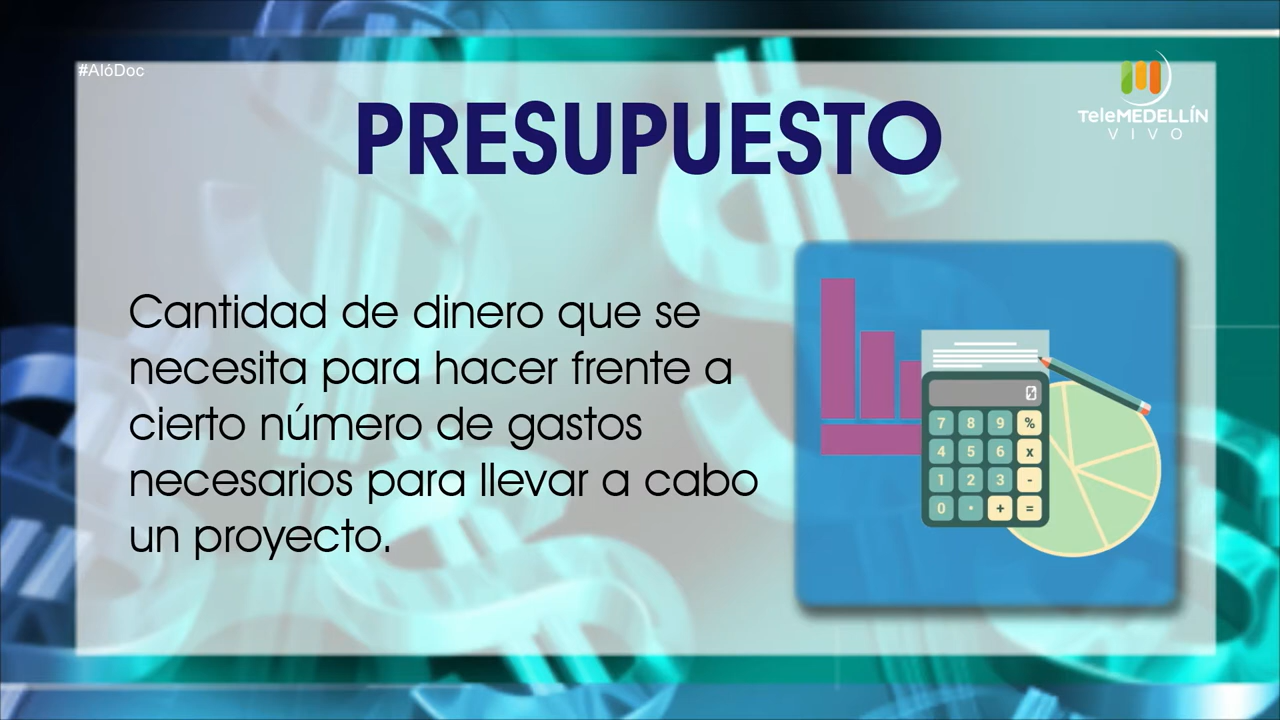 #AlóDoc
TeleMEDELLÍN
VIVO
PRESUPUESTO
Cantidad de dinero que se
necesita para hacer frente a
cierto número de gastos
necesarios para llevar a cabo
un proyecto.
0
7 8 9 %
4 5 6 x
1 2 3 -
0 • + =